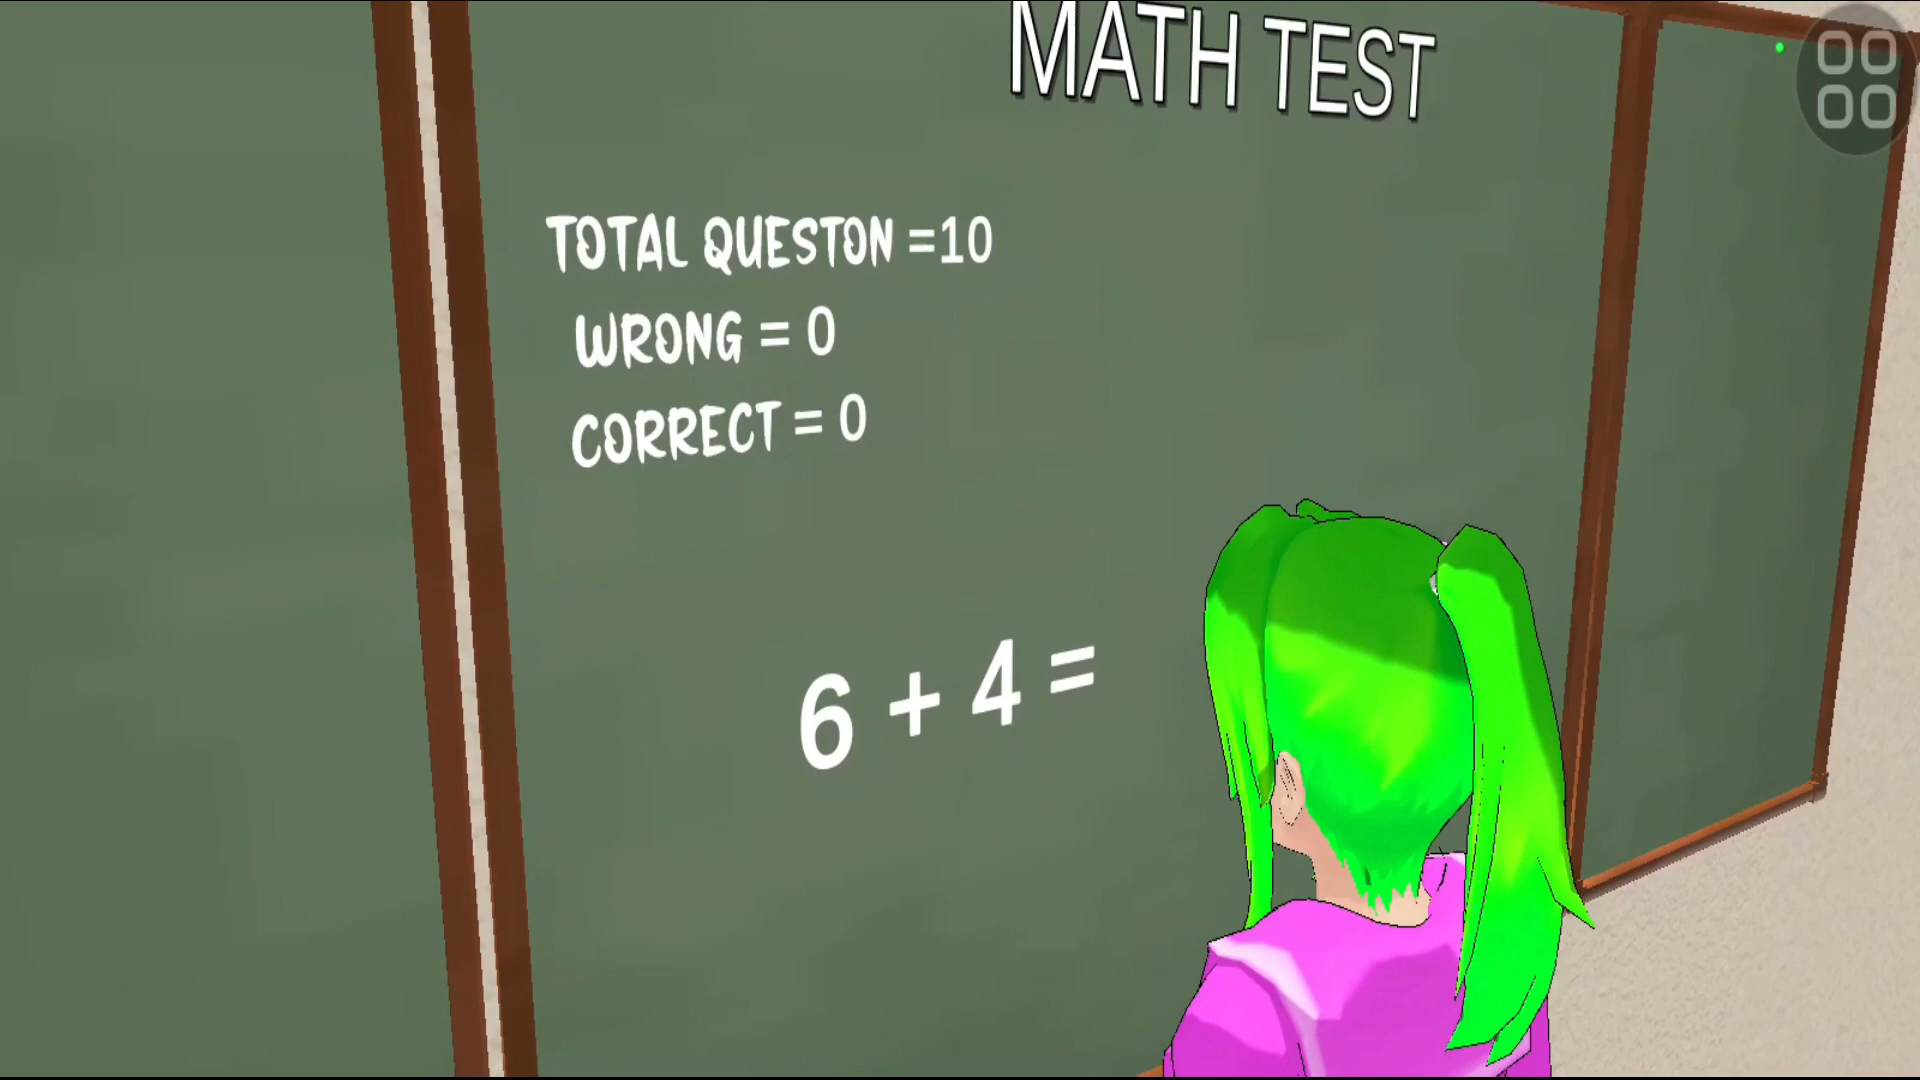 MATH TEST
TOTAL QUESTON =10
WRONG = 0
CORRECT = 0
6 + 4 =